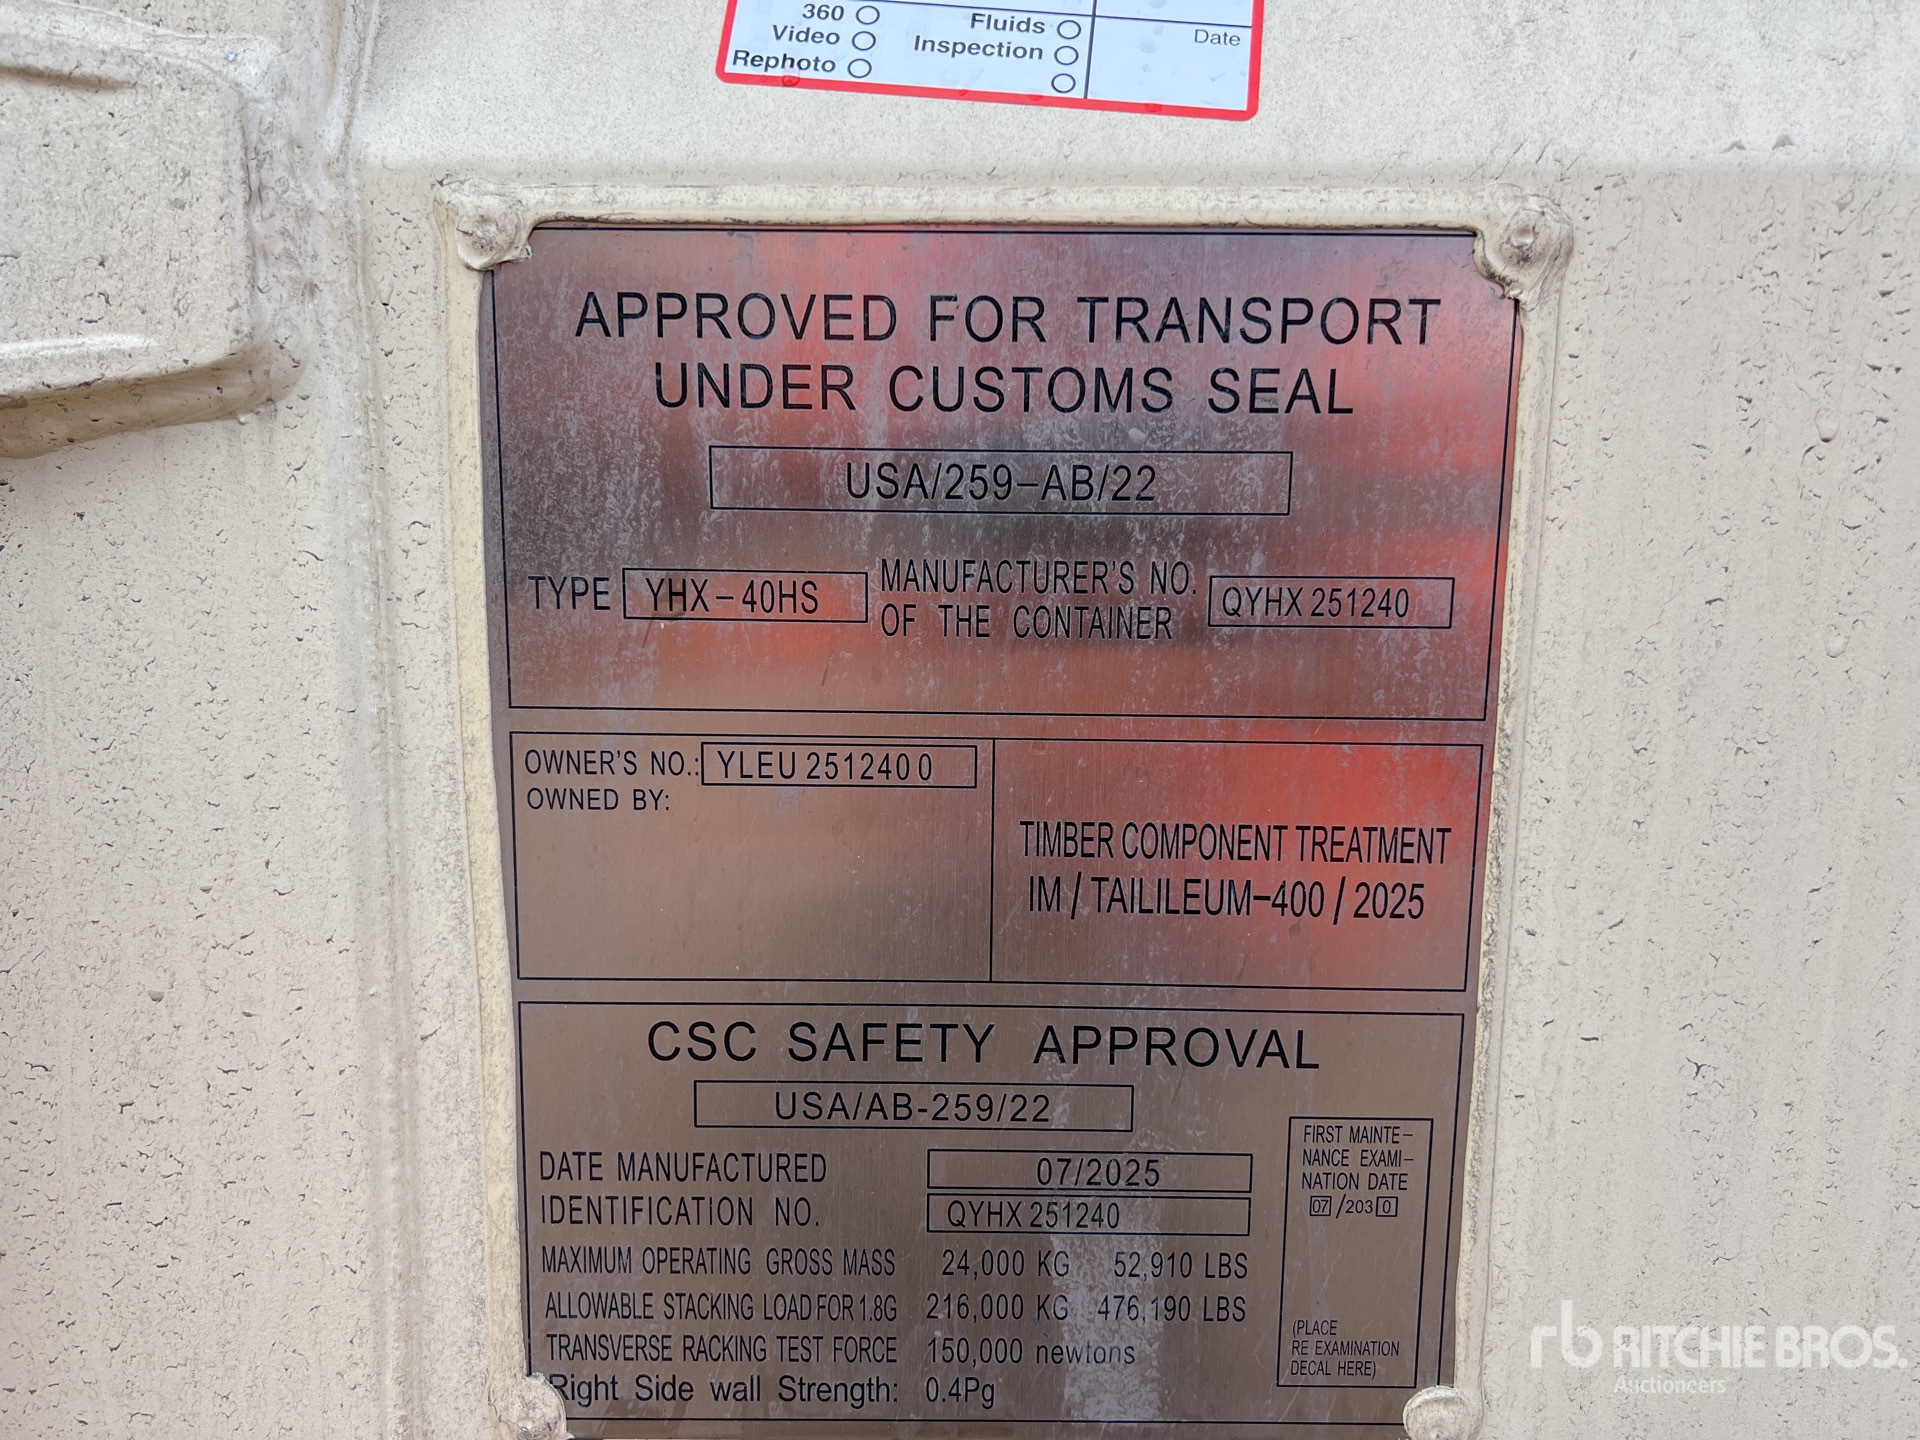 360
Video
Rephoto
Fluids
Inspection
Date
APPROVED FOR TRANSPORT
UNDER CUSTOMS SEAL
USA/259-AB/22
TYPE YHX-40HS
MANUFACTURER'S NO.
OF THE CONTAINER
QYHX 251240
OWNER'S NO.: YLEU 251240 0
OWNED BY:
TIMBER COMPONENT TREATMENT
IM / TAILILEUM-400 / 2025
CSC SAFETY APPROVAL
USA/AB-259/22
DATE MANUFACTURED 07/2025
IDENTIFICATION NO. QYHX 251240
MAXIMUM OPERATING GROSS MASS 24,000 KG 52,910 LBS
ALLOWABLE STACKING LOAD FOR 1.8G 216,000 KG 476,190 LBS
TRANSVERSE RACKING TEST FORCE 150,000 newtons
Right Side wall Strength: 0.4Pg
FIRST MAINTE-
NANCE EXAMI-
NATION DATE
07/2030
(PLACE
RE EXAMINATION
DECAL HERE)
rb RITCHIE BROS.
Auctioneers